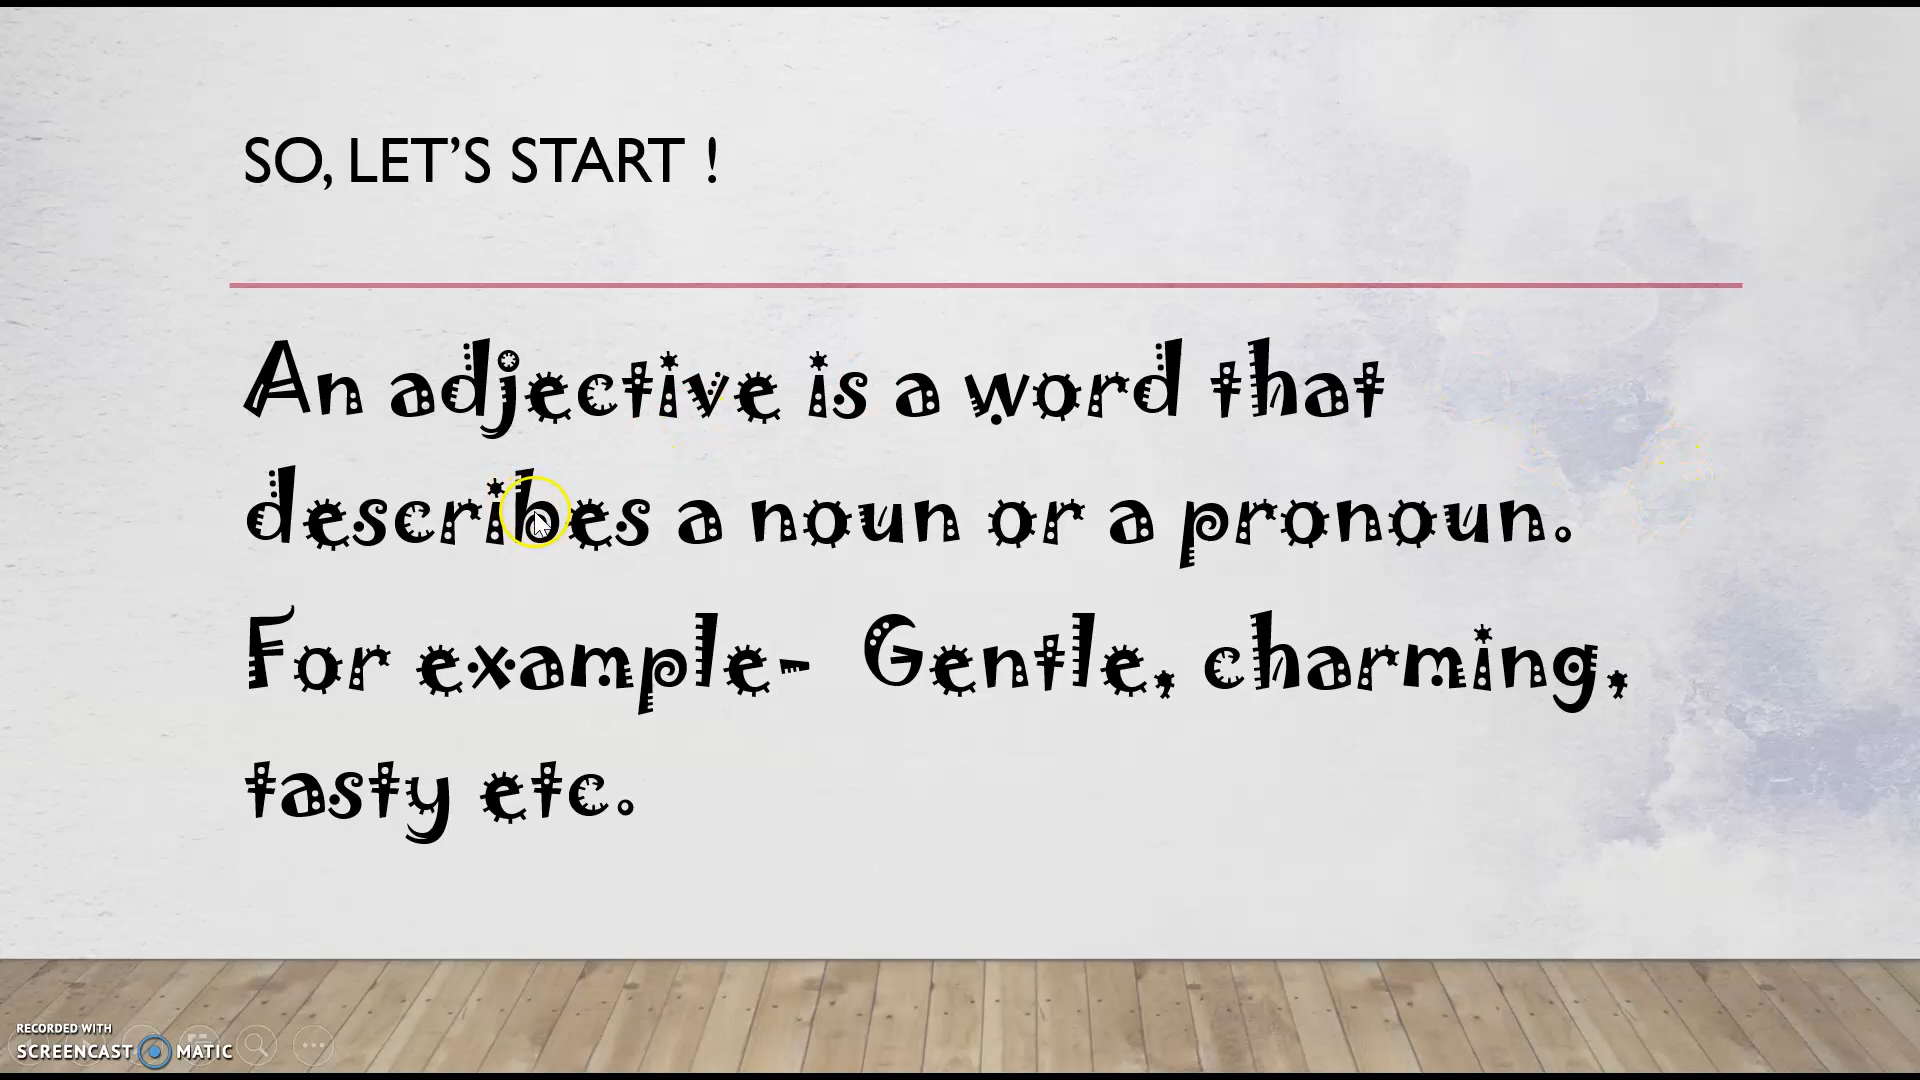 SO, LET’S START !
An adjective is a word that
describes a noun or a pronoun.
For example- Gentle, charming,
tasty etc.
RECORDED WITH
SCREENCAST MATIC